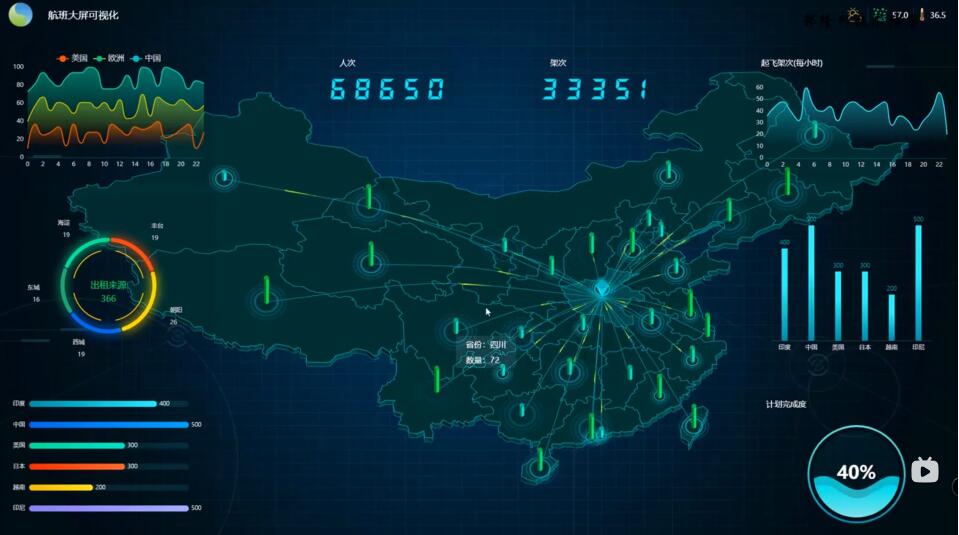 航班大屏可视化
57.0
36.5
美国 欧洲 中国
100
80
60
40
20
0
0 2 4 6 8 10 12 14 16 18 20 22
人次
68650
架次
33351
起飞架次(每小时)
60
50
40
30
20
10
0
0 2 4 6 8 10 12 14 16 18 20 22
海淀
19
丰台
19
东城
16
出租来源:
366
朝阳
26
西城
19
省份: 四川
数量: 72
400
500
300
300
200
500
印度 中国 美国 日本 越南 印尼
印度 400
中国 500
美国 300
日本 300
越南 200
印尼 500
计划完成度
40%